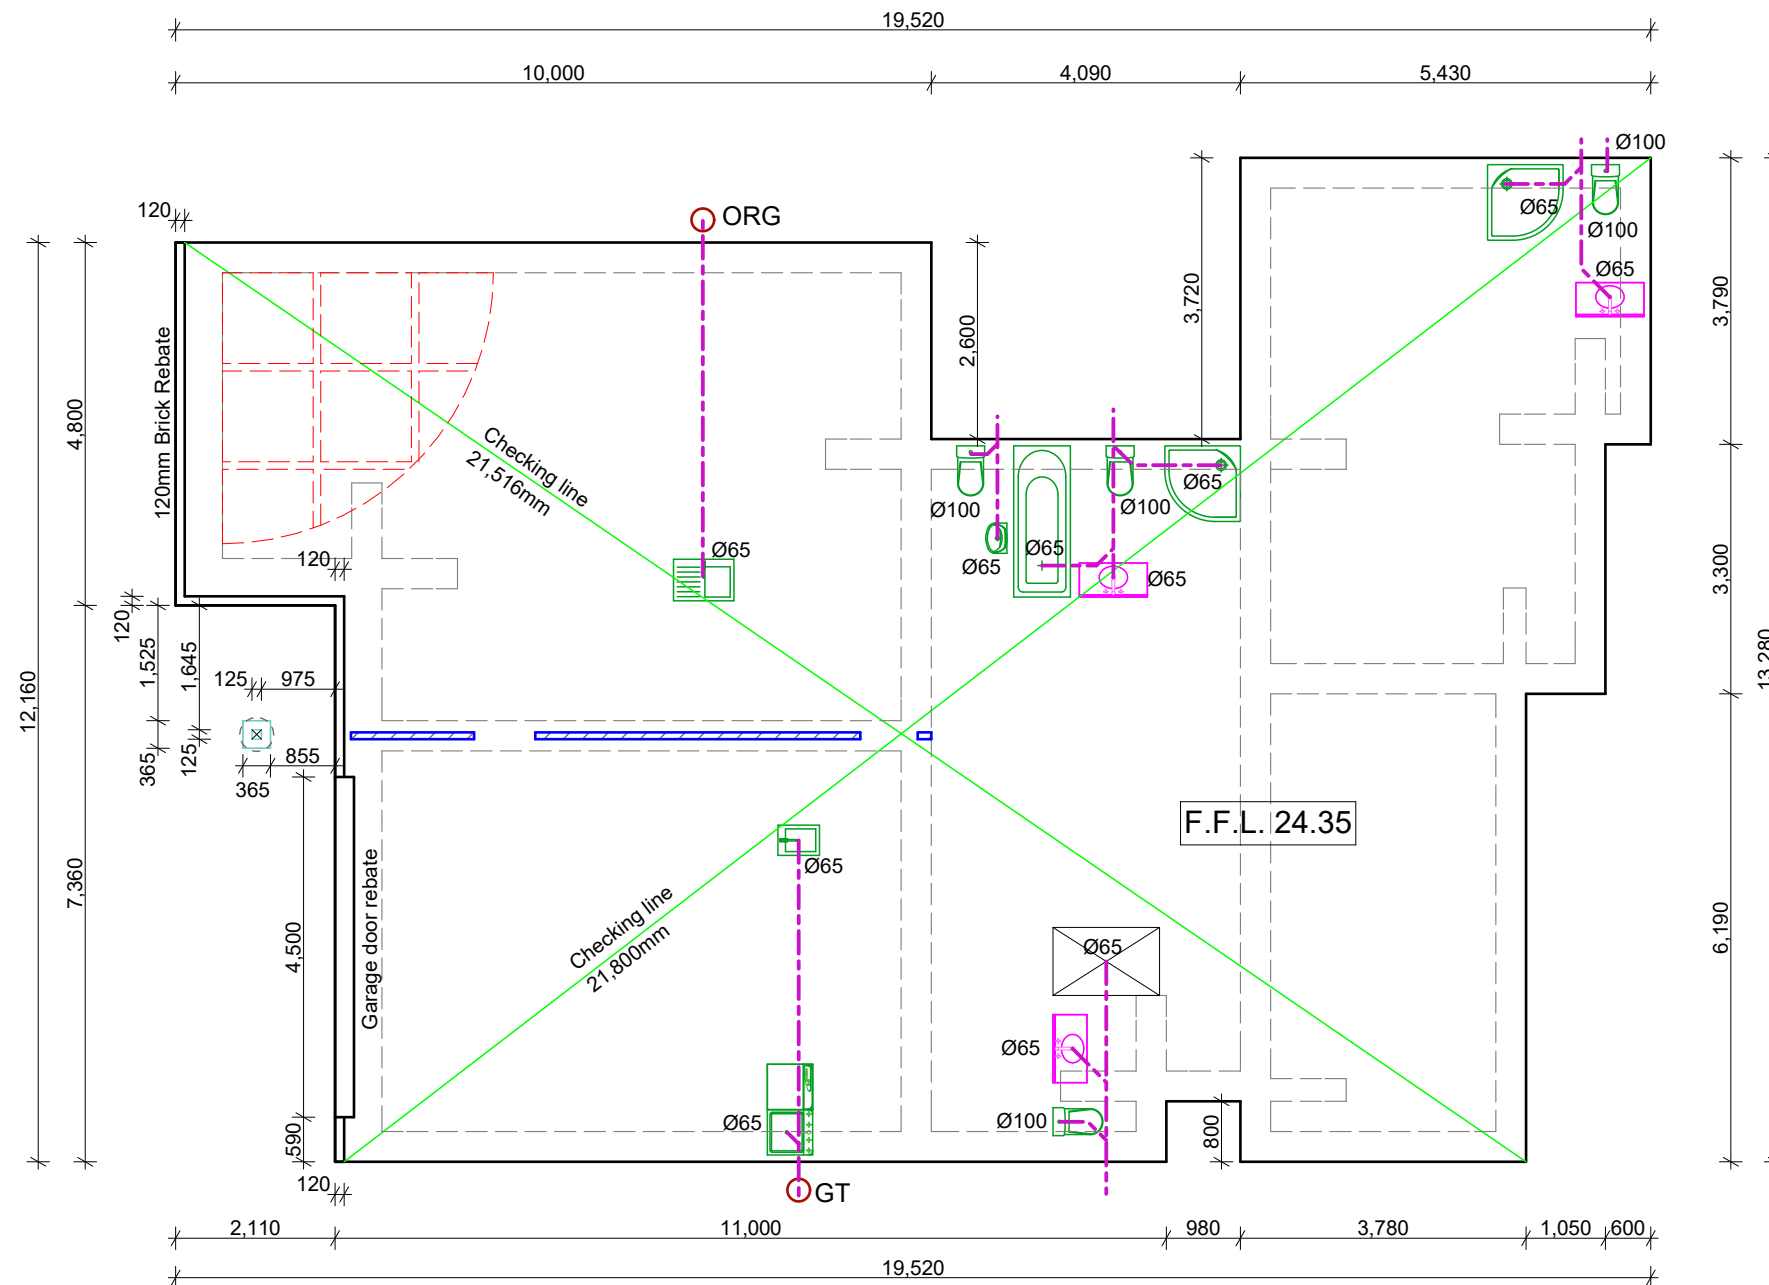 19,520
10,000
4,090
5,430
Ø100
120
ORG
Ø65
Ø100
Ø65
3,720
3,790
2,600
120mm Brick Rebate
4,800
Checking line
21,516mm
Ø65
Ø100
Ø100
Ø65
120
Ø65
Ø65
Ø65
3,300
120
1,525
1,645
125
975
13,280
12,160
365
125
855
365
F.F.L. 24.35
Garage door rebate
Ø65
7,360
4,500
Checking line
21,800mm
Ø65
6,190
Ø65
Ø65
Ø100
590
800
120
GT
2,110
11,000
980
3,780
1,050
600
19,520